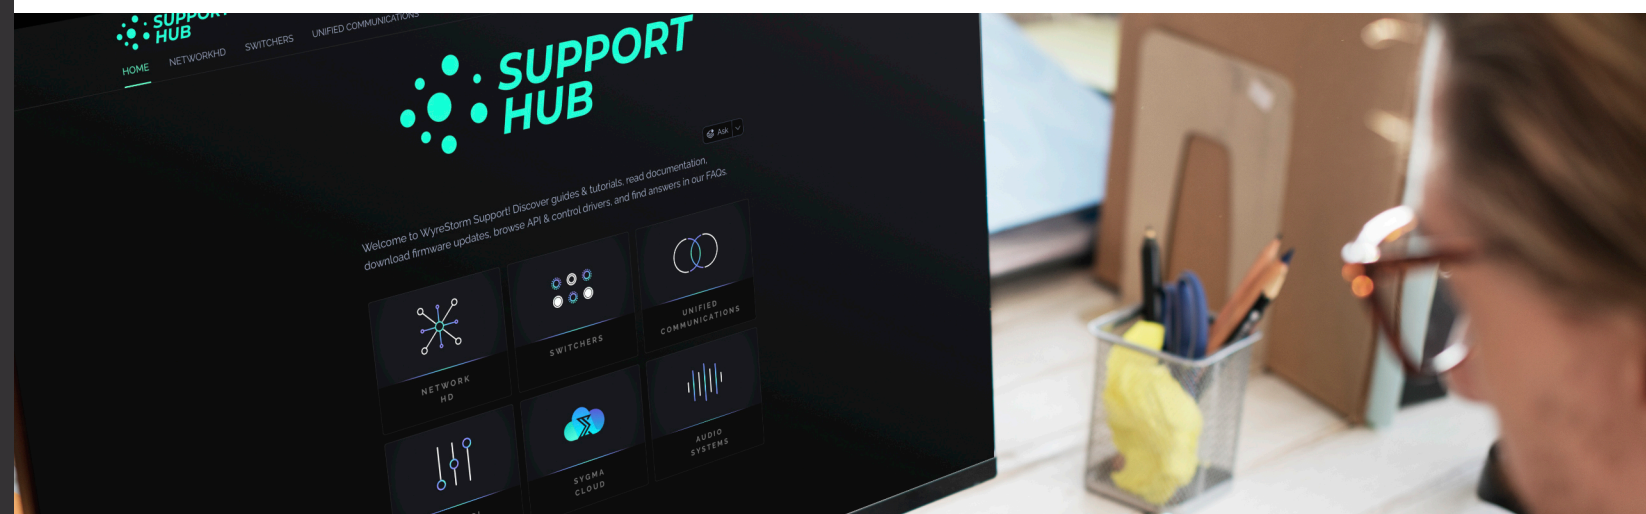 SUPPORT
HUB
HOME NETWORKHD SWITCHERS UNIFIED COMMUNICATIONS
SUPPORT
HUB
Ask
Welcome to WyreStorm Support! Discover guides & tutorials, read documentation,
download firmware updates, browse API & control drivers, and find answers in our FAQs.
NETWORK
HD
SWITCHERS
UNIFIED
COMMUNICATIONS
SYGMA
CLOUD
AUDIO
SYSTEMS